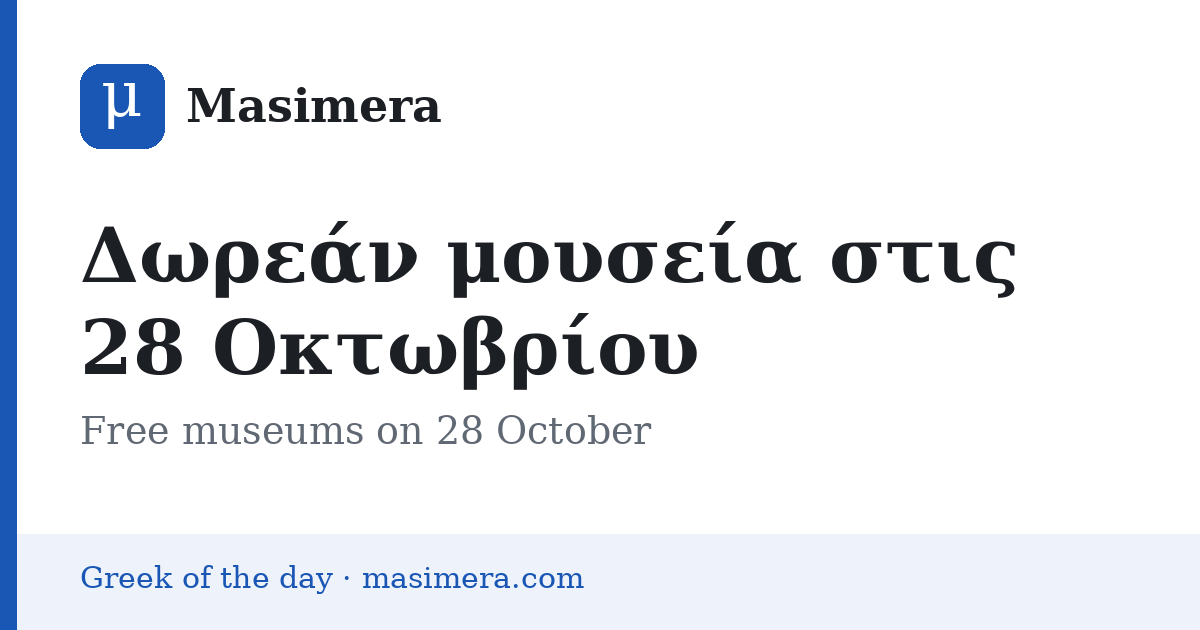 μ Masimera
Δωρεάν μουσεία στις
28 Οκτωβρίου
Free museums on 28 October
Greek of the day · masimera.com